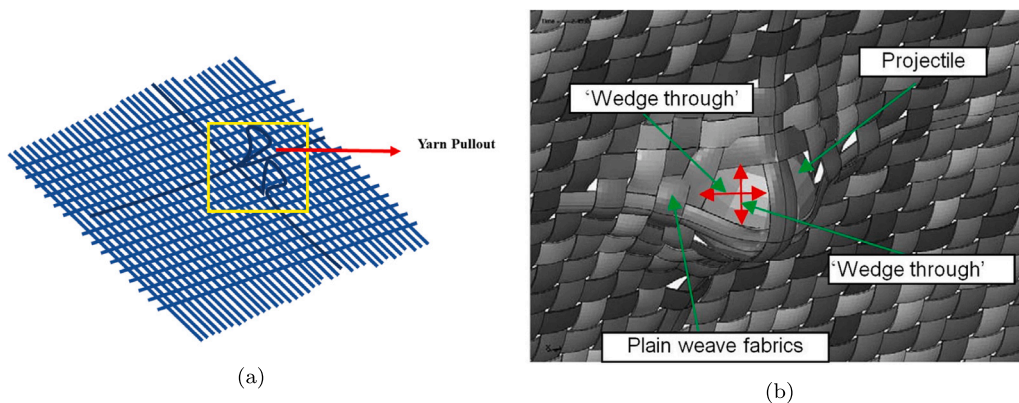 (a)
Yarn Pullout
(b)
Projectile
'Wedge through'
'Wedge through'
Plain weave fabrics